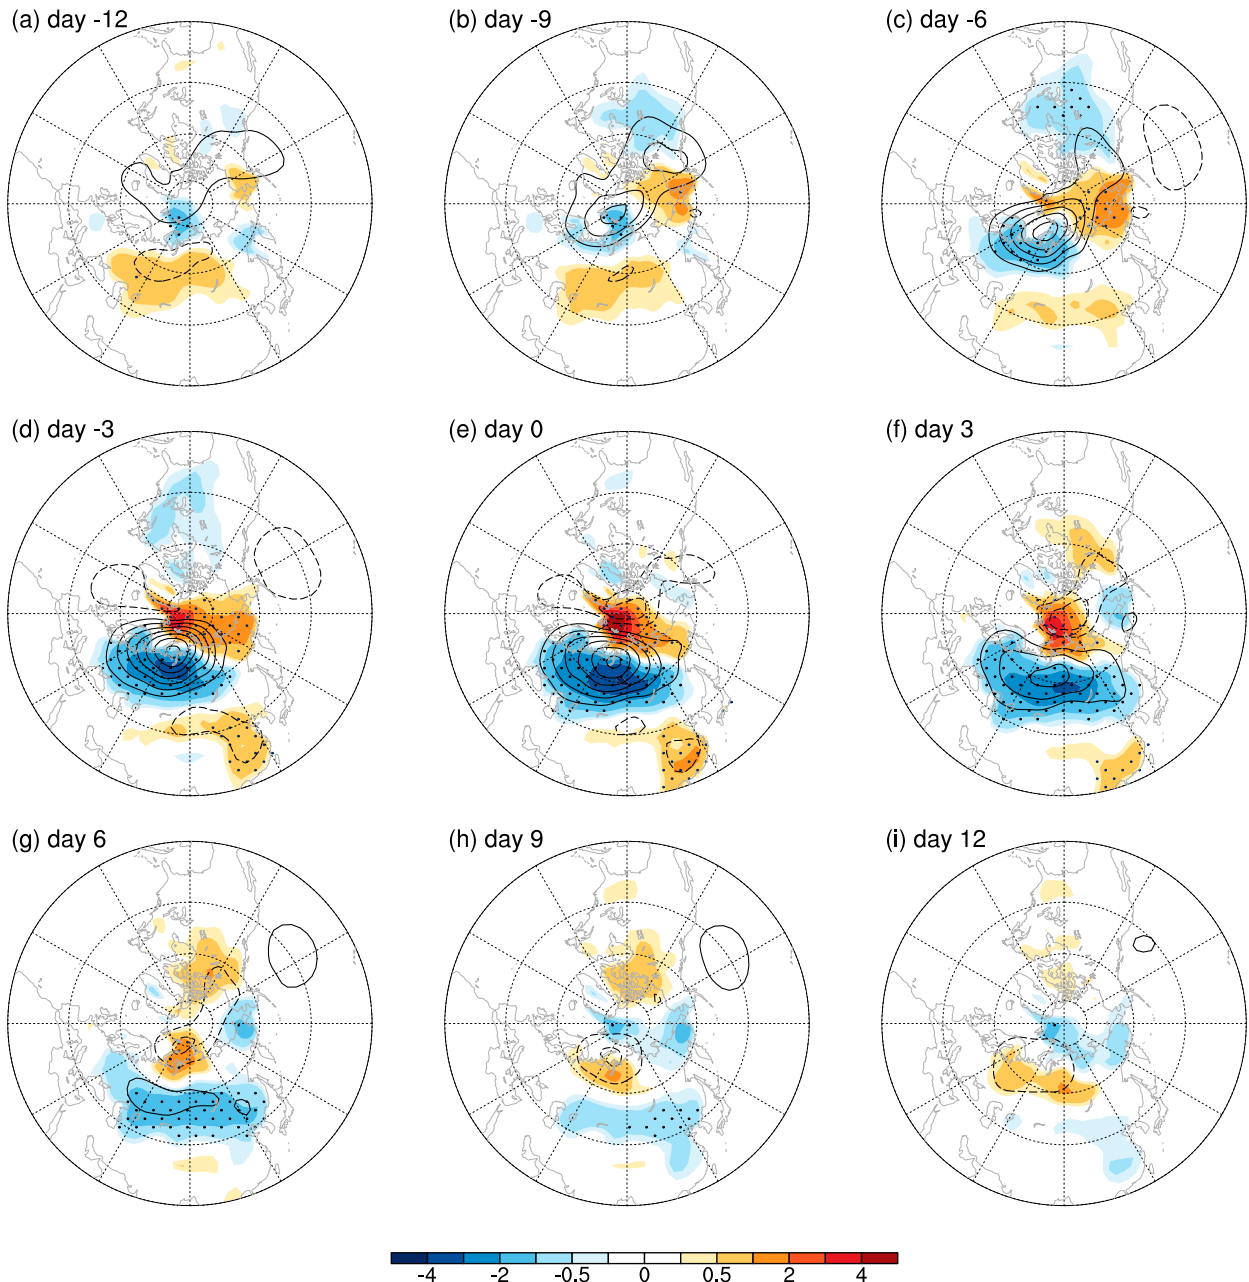 (a) day -12
(b) day -9
(c) day -6
(d) day -3
(e) day 0
(f) day 3
(g) day 6
(h) day 9
(i) day 12
-4 -2 -0.5 0 0.5 2 4